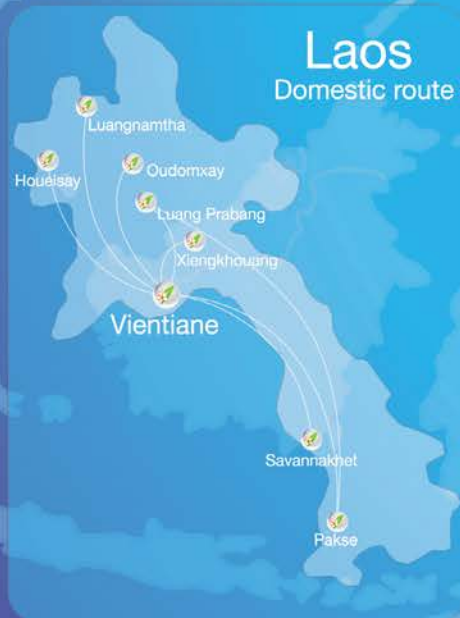 Laos
Domestic route
Luangnamtha
Houeisay
Oudomxay
Luang Prabang
Xiengkhouang
Vientiane
Savannakhet
Pakse